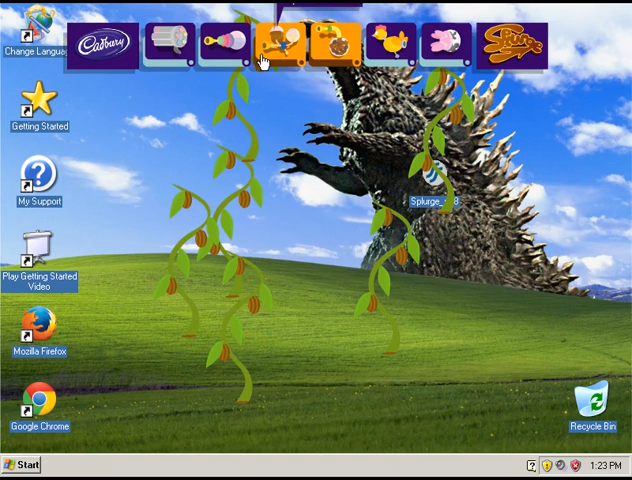 Change Langua
Cadbury
Splurge
Getting Started
My Support
Splurge_
Play Getting Started
Video
Mozilla Firefox
Google Chrome
Recycle Bin
Start
1:23 PM